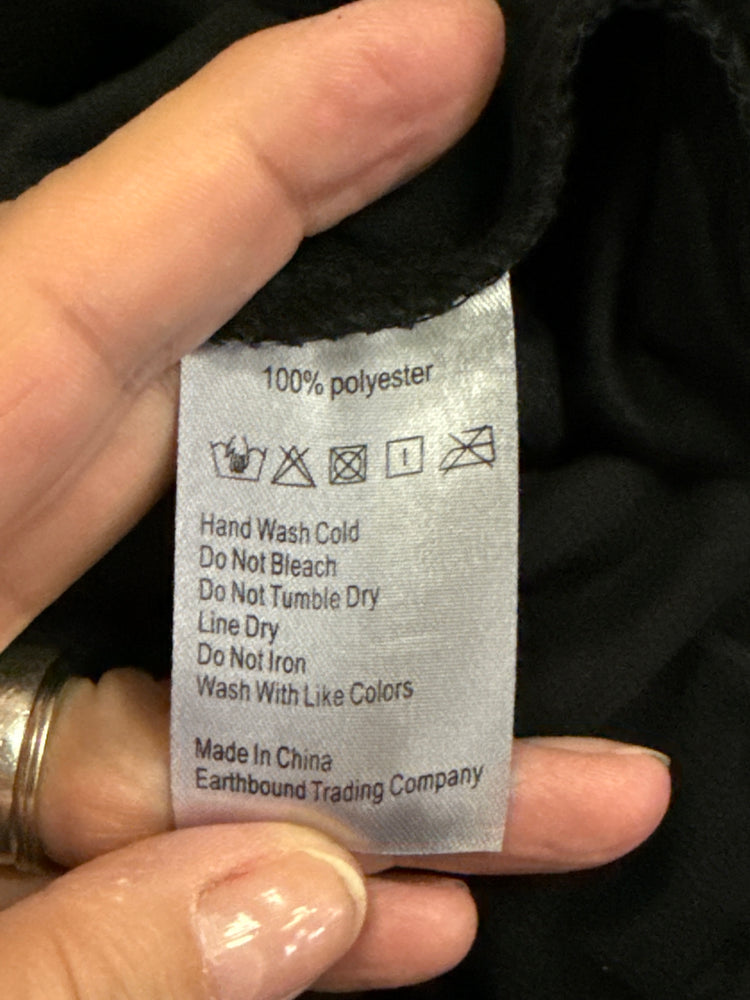 100% polyester
Hand Wash Cold
Do Not Bleach
Do Not Tumble Dry
Line Dry
Do Not Iron
Wash With Like Colors
Made In China
Earthbound Trading Company